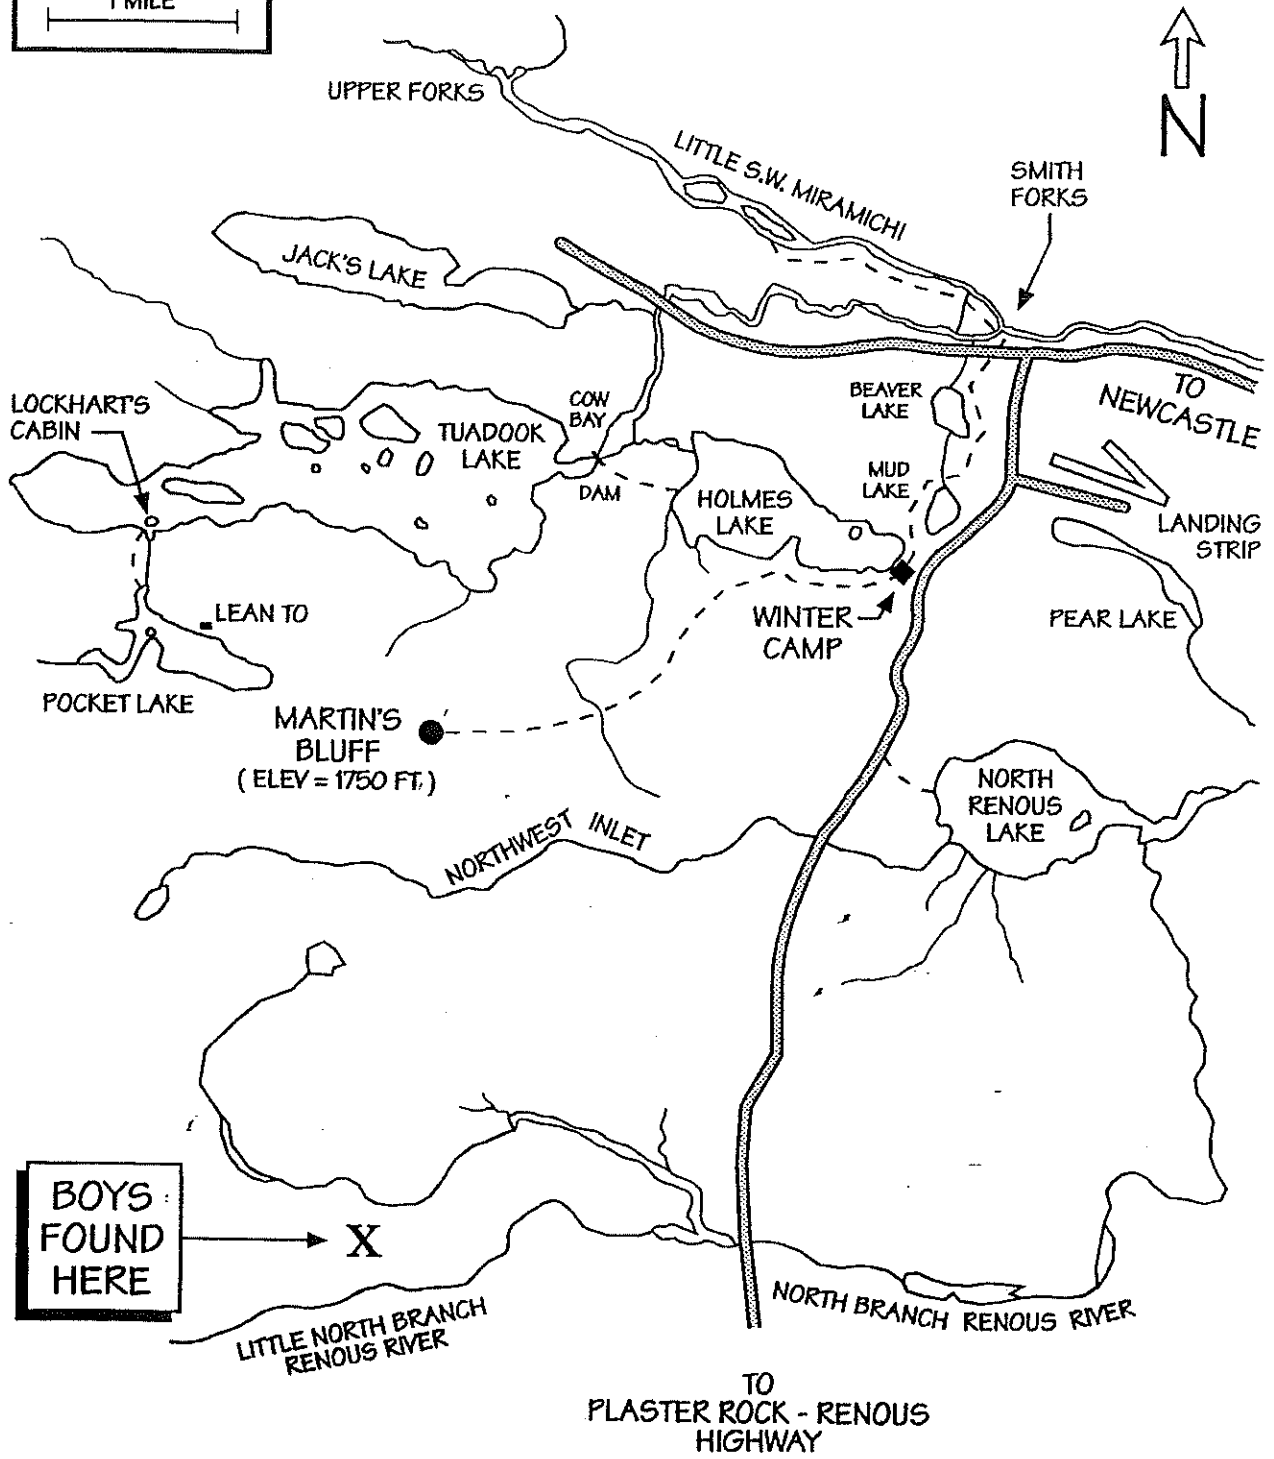 1 MILE
N
UPPER FORKS
LITTLE S.W. MIRAMICHI
SMITH
FORKS
JACK'S LAKE
TO
NEWCASTLE
LOCKHART'S
CABIN
COW
BAY
BEAVER
LAKE
TUADOOK
LAKE
DAM
MUD
LAKE
HOLMES
LAKE
LANDING
STRIP
LEAN TO
WINTER
CAMP
PEAR LAKE
POCKET LAKE
MARTIN'S
BLUFF
( ELEV = 1750 FT. )
NORTH
RENOUS
LAKE
NORTHWEST INLET
BOYS
FOUND
HERE
X
LITTLE NORTH BRANCH
RENOUS RIVER
NORTH BRANCH RENOUS RIVER
TO
PLASTER ROCK - RENOUS
HIGHWAY